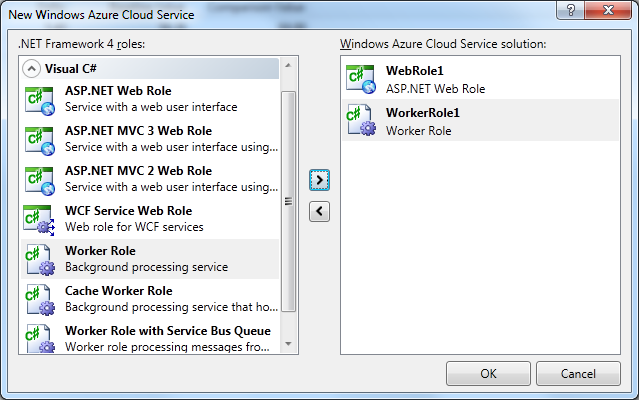 New Windows Azure Cloud Service
.NET Framework 4 roles:
Visual C#
C#
ASP.NET Web Role
Service with a web user interface
C#
ASP.NET MVC 3 Web Role
Service with a web user interface using...
C#
ASP.NET MVC 2 Web Role
Service with a web user interface using...
C#
WCF Service Web Role
Web role for WCF services
C#
Worker Role
Background processing service
C#
Cache Worker Role
Background processing service that ho...
C#
Worker Role with Service Bus Queue
Worker role processing messages fro...
>
<
Windows Azure Cloud Service solution:
C#
WebRole1
ASP.NET Web Role
C#
WorkerRole1
Worker Role
OK
Cancel